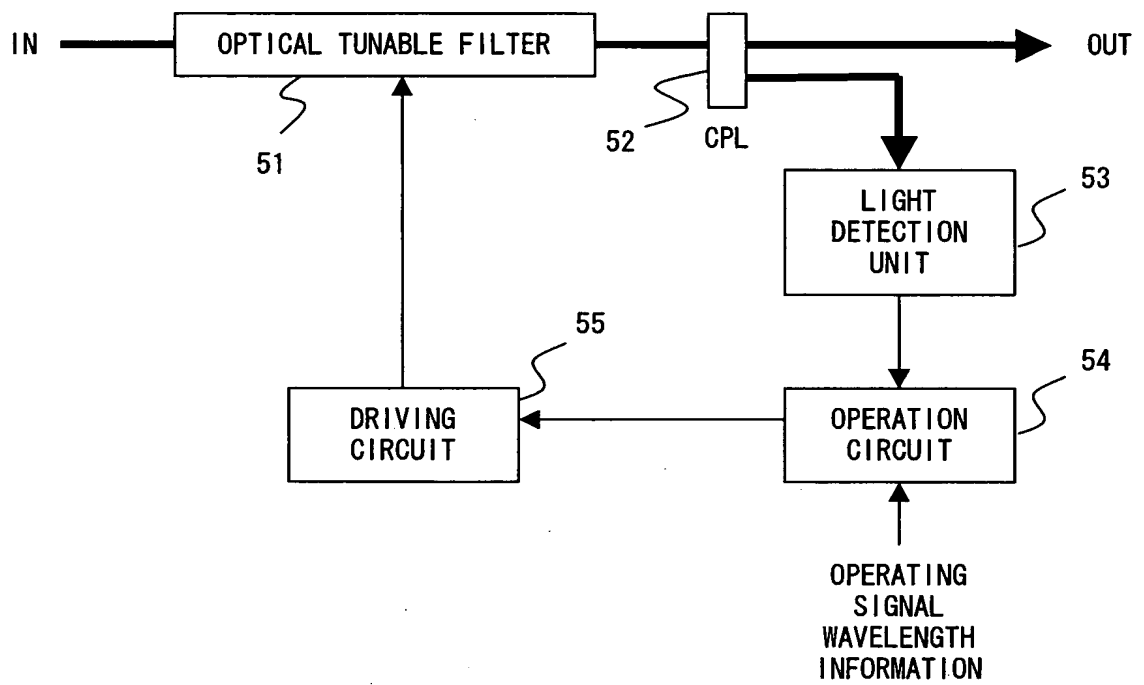 IN
OPTICAL TUNABLE FILTER
OUT
51
52
CPL
53
LIGHT
DETECTION
UNIT
55
54
DRIVING
CIRCUIT
OPERATION
CIRCUIT
OPERATING
SIGNAL
WAVELENGTH
INFORMATION